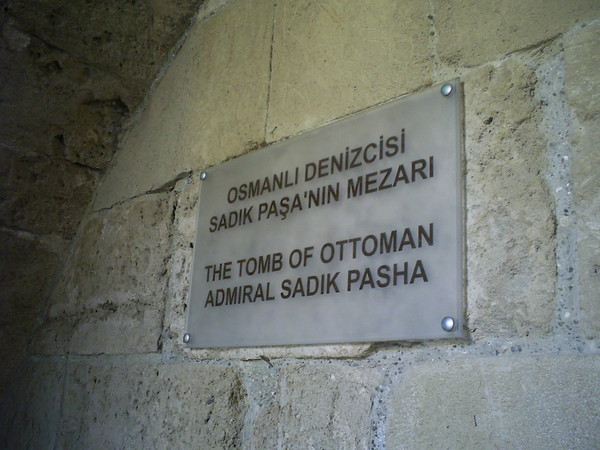 OSMANLI DENİZCİSİ
SADIK PAŞA'NIN MEZARI
THE TOMB OF OTTOMAN
ADMIRAL SADIK PASHA